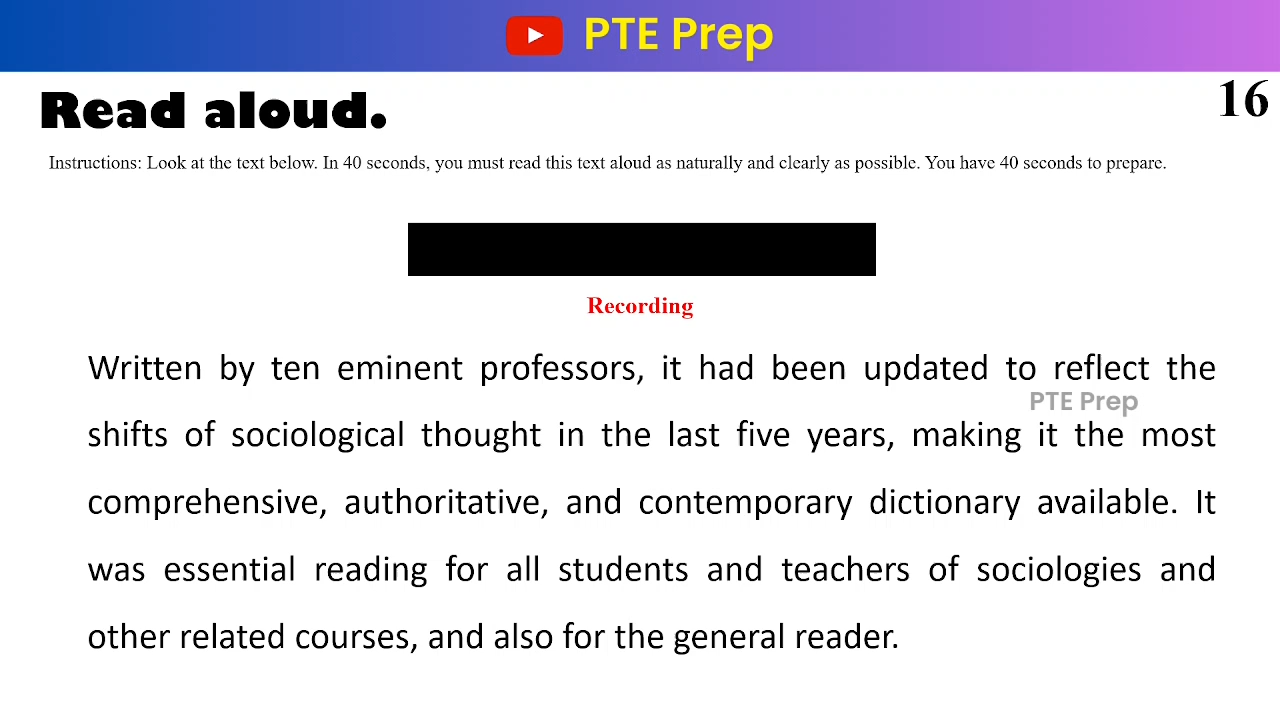 PTE Prep
Read aloud.
16
Instructions: Look at the text below. In 40 seconds, you must read this text aloud as naturally and clearly as possible. You have 40 seconds to prepare.
Recording
Written by ten eminent professors, it had been updated to reflect the
PTE Prep
shifts of sociological thought in the last five years, making it the most
comprehensive, authoritative, and contemporary dictionary available. It
was essential reading for all students and teachers of sociologies and
other related courses, and also for the general reader.